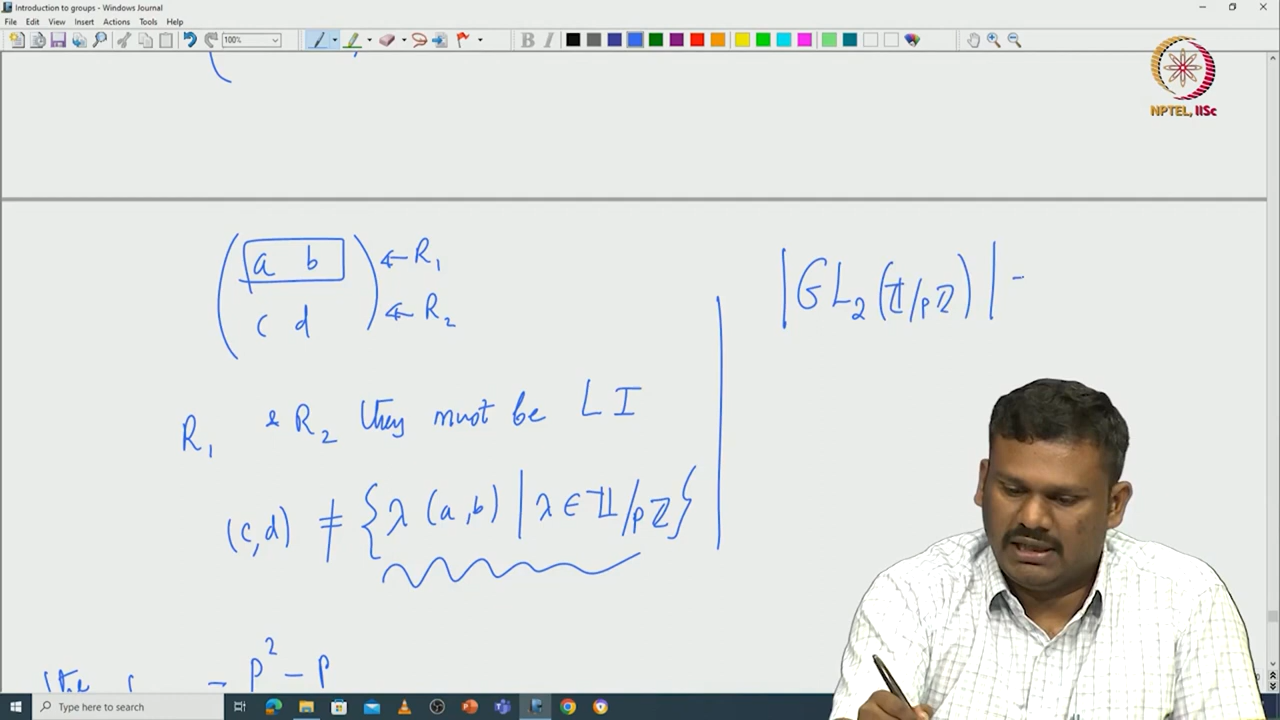 Introduction to groups - Windows Journal
File Edit View Insert Actions Tools Help
100%
B I
NPTEL, IISc
( a b ) ← R₁
( c d ) ← R₂
R₁ & R₂ they must be L I
(c,d) ≠ {λ (a,b) | λ ∈ ℤ/pℤ}
p² - p
|GL₂(ℤ/pℤ)| -
Type here to search